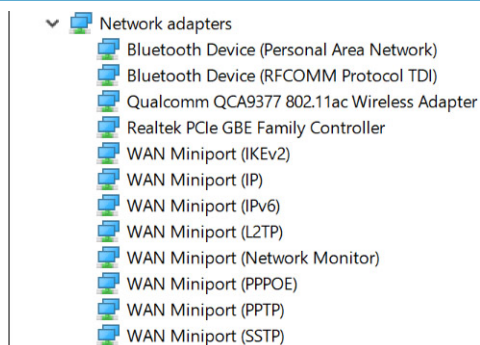 Network adapters
Bluetooth Device (Personal Area Network)
Bluetooth Device (RFCOMM Protocol TDI)
Qualcomm QCA9377 802.11ac Wireless Adapter
Realtek PCIe GBE Family Controller
WAN Miniport (IKEv2)
WAN Miniport (IP)
WAN Miniport (IPv6)
WAN Miniport (L2TP)
WAN Miniport (Network Monitor)
WAN Miniport (PPPOE)
WAN Miniport (PPTP)
WAN Miniport (SSTP)